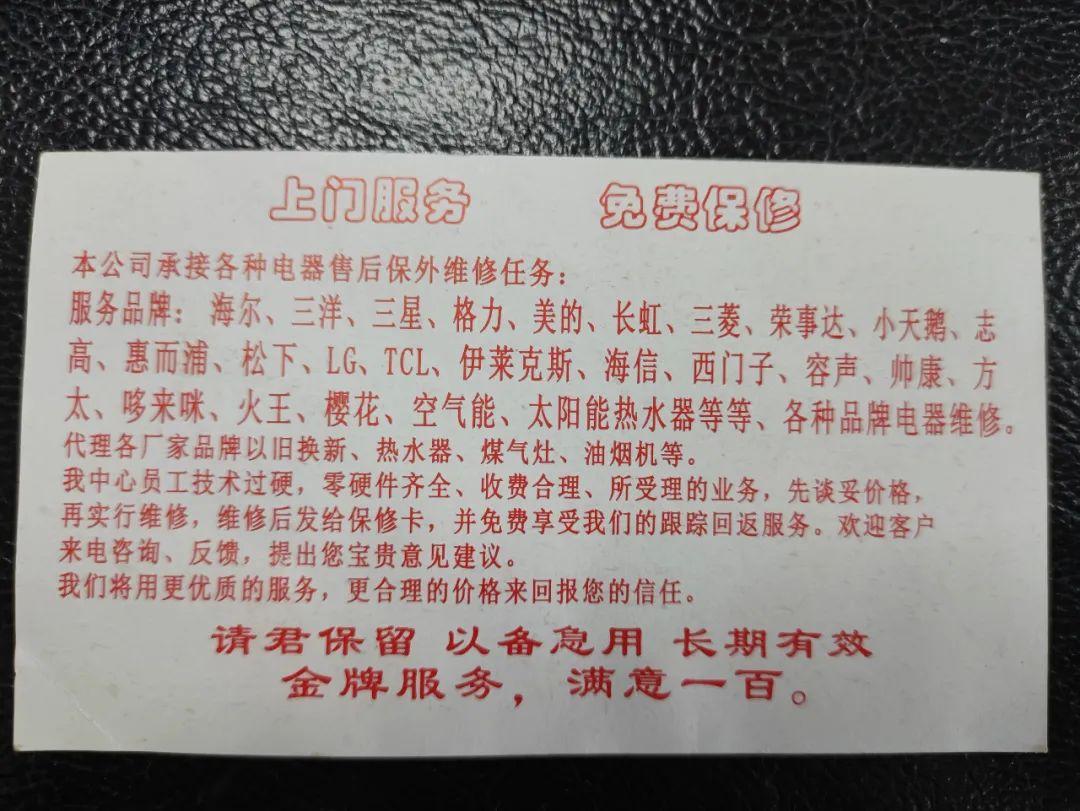 上门服务 免费保修
本公司承接各种电器售后保外维修任务：
服务品牌：海尔、三洋、三星、格力、美的、长虹、三菱、荣事达、小天鹅、志
高、惠而浦、松下、LG、TCL、伊莱克斯、海信、西门子、容声、帅康、方
太、哆来咪、火王、樱花、空气能、太阳能热水器等等、各种品牌电器维修。
代理各厂家品牌以旧换新、热水器、煤气灶、油烟机等。
我中心员工技术过硬，零硬件齐全、收费合理、所受理的业务，先谈妥价格，
再实行维修，维修后发给保修卡，并免费享受我们的跟踪回返服务。欢迎客户
来电咨询、反馈，提出您宝贵意见建议。
我们将用更优质的服务，更合理的价格来回报您的信任。
请君保留 以备急用 长期有效
金牌服务，满意一百。